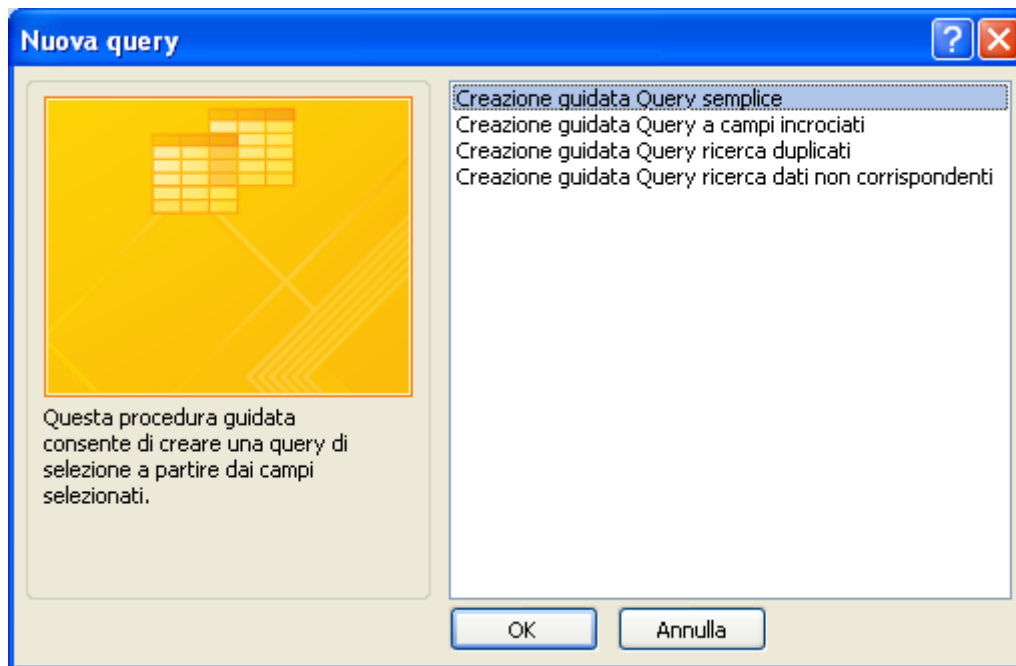 Nuova query
Creazione guidata Query semplice
Creazione guidata Query a campi incrociati
Creazione guidata Query ricerca duplicati
Creazione guidata Query ricerca dati non corrispondenti
Questa procedura guidata
consente di creare una query di
selezione a partire dai campi
selezionati.
OK
Annulla